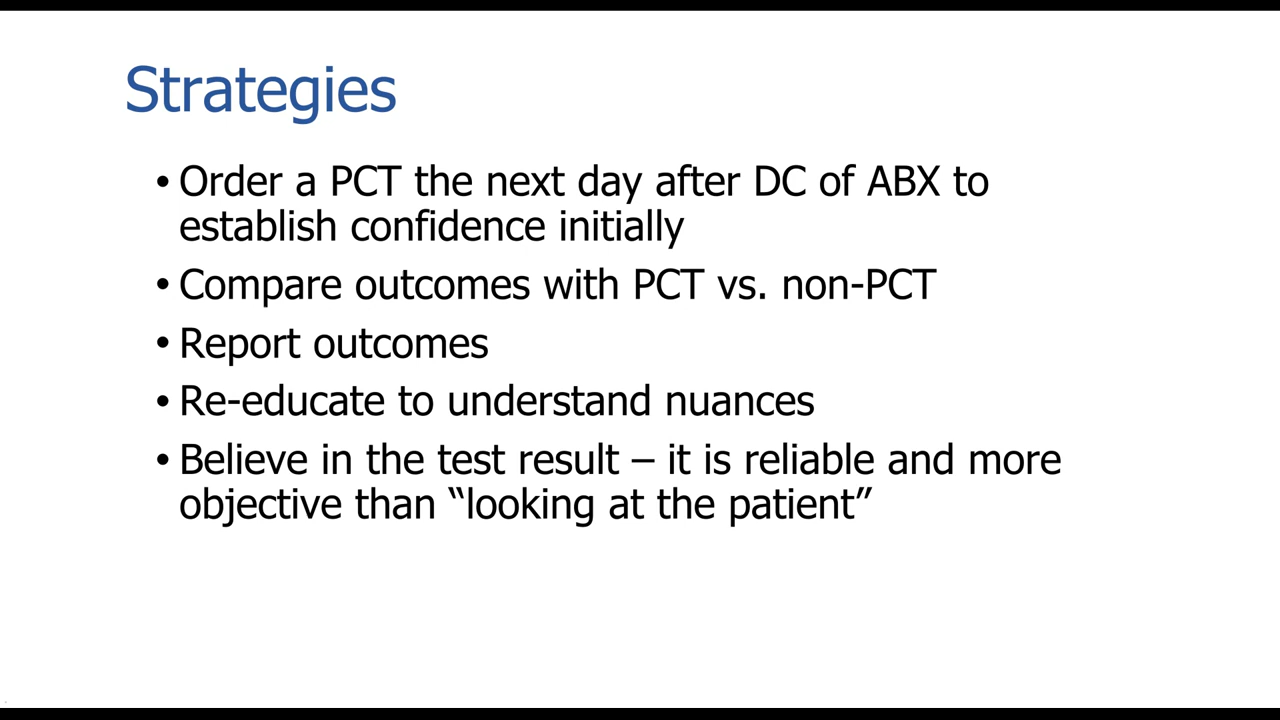 Strategies
• Order a PCT the next day after DC of ABX to
establish confidence initially
• Compare outcomes with PCT vs. non-PCT
• Report outcomes
• Re-educate to understand nuances
• Believe in the test result – it is reliable and more
objective than “looking at the patient”